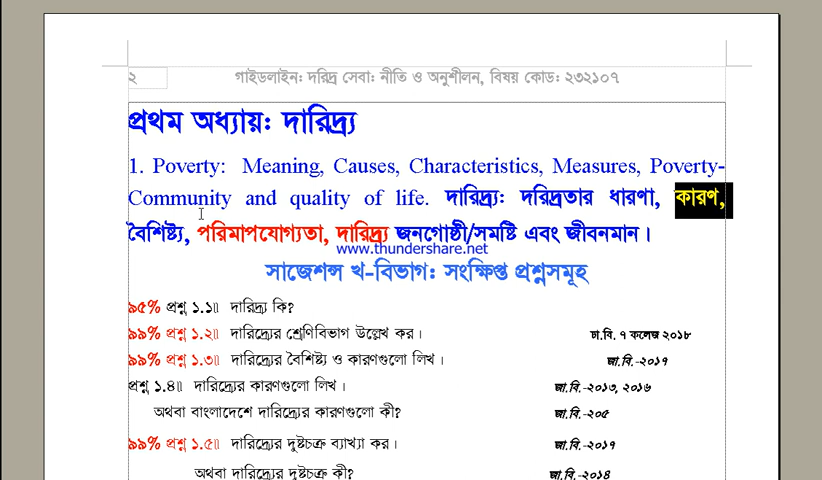 ২ গাইডলাইন: দরিদ্র সেবা: নীতি ও অনুশীলন, বিষয় কোড: ২৩২১০৭
প্রথম অধ্যায়: দারিদ্র্য
1. Poverty: Meaning, Causes, Characteristics, Measures, Poverty-
Community and quality of life. দারিদ্র্য: দরিদ্রতার ধারণা, কারণ,
বৈশিষ্ট্য, পরিমাপযোগ্যতা, দারিদ্র্য জনগোষ্ঠী/সমষ্টি এবং জীবনমান।
www.thundershare.net
সাজেশন্স খ-বিভাগ: সংক্ষিপ্ত প্রশ্নসমূহ
৯৫% প্রশ্ন ১.১॥ দারিদ্র্য কি?
৯৯% প্রশ্ন ১.২॥ দারিদ্র্যের শ্রেণিবিভাগ উল্লেখ কর। ঢা.বি. ৭ কলেজ ২০১৮
৯৯% প্রশ্ন ১.৩॥ দারিদ্র্যের বৈশিষ্ট্য ও কারণগুলো লিখ। জা.বি.-২০১৭
প্রশ্ন ১.৪॥ দারিদ্র্যের কারণগুলো লিখ। জা.বি.-২০১৩, ২০১৬
অথবা বাংলাদেশে দারিদ্র্যের কারণগুলো কী? জা.বি.-২০৫
৯৯% প্রশ্ন ১.৫॥ দারিদ্র্যের দুষ্টচক্র ব্যাখ্যা কর। জা.বি.-২০১৭
অথবা দারিদ্র্যের দুষ্টচক্র কী? জা.বি.-২০১৪